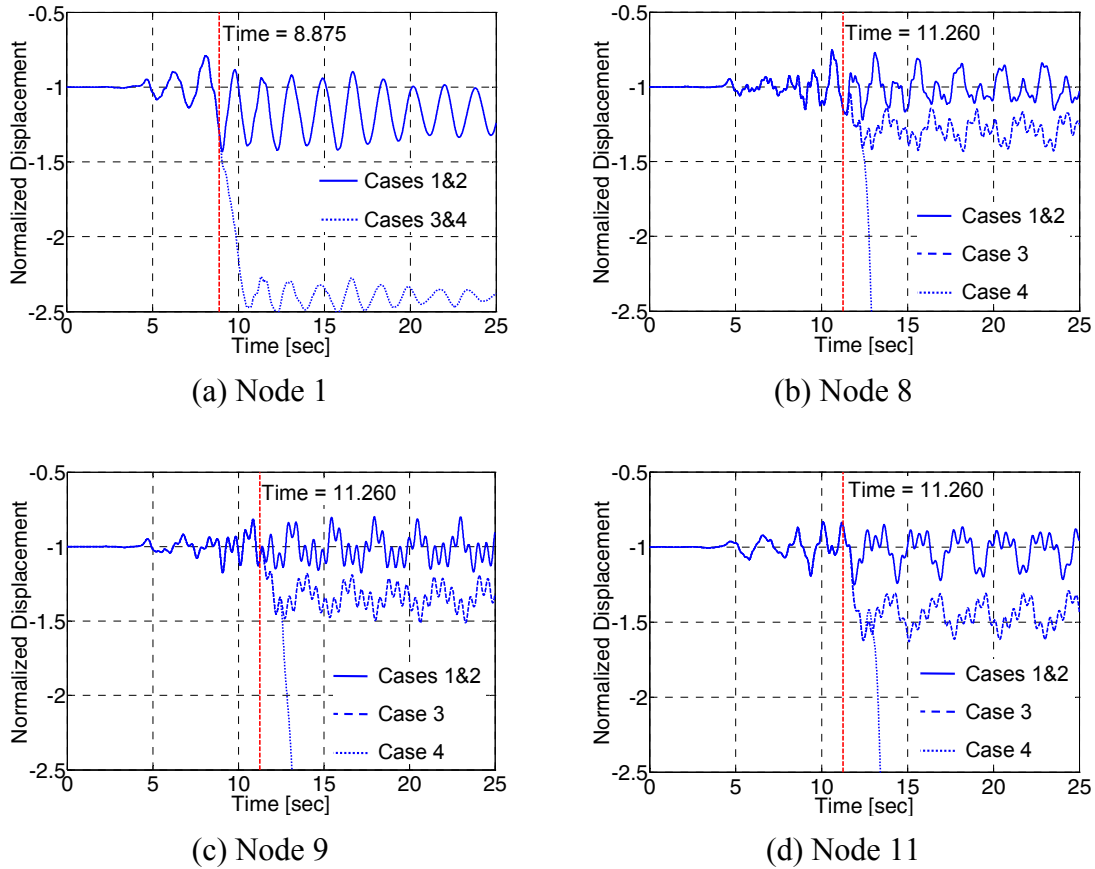 -0.5
Time = 8.875
-1
Normalized Displacement
-1.5
Cases 1&2
Cases 3&4
-2
-2.5
0 5 10 15 20 25
Time [sec]
(a) Node 1
-0.5
Time = 11.260
-1
Normalized Displacement
-1.5
Cases 1&2
-2
Case 3
Case 4
-2.5
0 5 10 15 20 25
Time [sec]
(b) Node 8
-0.5
Time = 11.260
-1
Normalized Displacement
-1.5
Cases 1&2
-2
Case 3
Case 4
-2.5
0 5 10 15 20 25
Time [sec]
(c) Node 9
-0.5
Time = 11.260
-1
Normalized Displacement
-1.5
Cases 1&2
-2
Case 3
Case 4
-2.5
0 5 10 15 20 25
Time [sec]
(d) Node 11